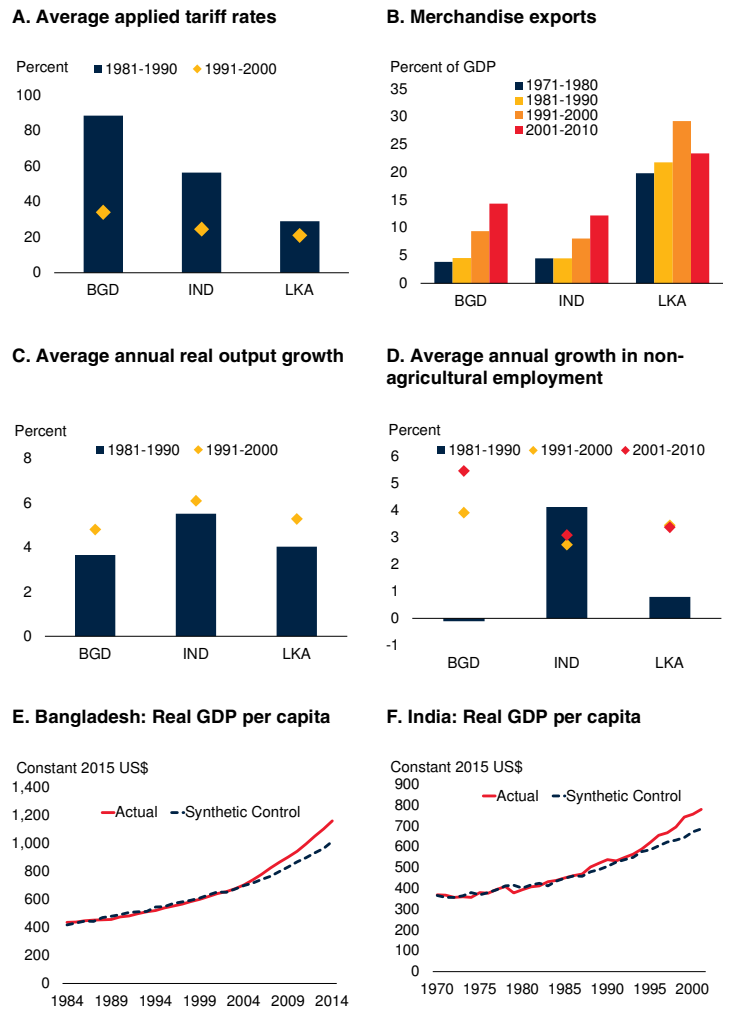 A. Average applied tariff rates
Percent
1981-1990 1991-2000
100
80
60
40
20
0
BGD IND LKA
B. Merchandise exports
Percent of GDP
1971-1980
1981-1990
1991-2000
2001-2010
35
30
25
20
15
10
5
0
BGD IND LKA
C. Average annual real output growth
Percent
1981-1990 1991-2000
8
6
4
2
0
BGD IND LKA
D. Average annual growth in non-
agricultural employment
Percent
1981-1990 1991-2000 2001-2010
6
5
4
3
2
1
0
-1
BGD IND LKA
E. Bangladesh: Real GDP per capita
Constant 2015 US$
Actual Synthetic Control
1,400
1,200
1,000
800
600
400
200
0
1984 1989 1994 1999 2004 2009 2014
F. India: Real GDP per capita
Constant 2015 US$
Actual Synthetic Control
900
800
700
600
500
400
300
200
100
0
1970 1975 1980 1985 1990 1995 2000